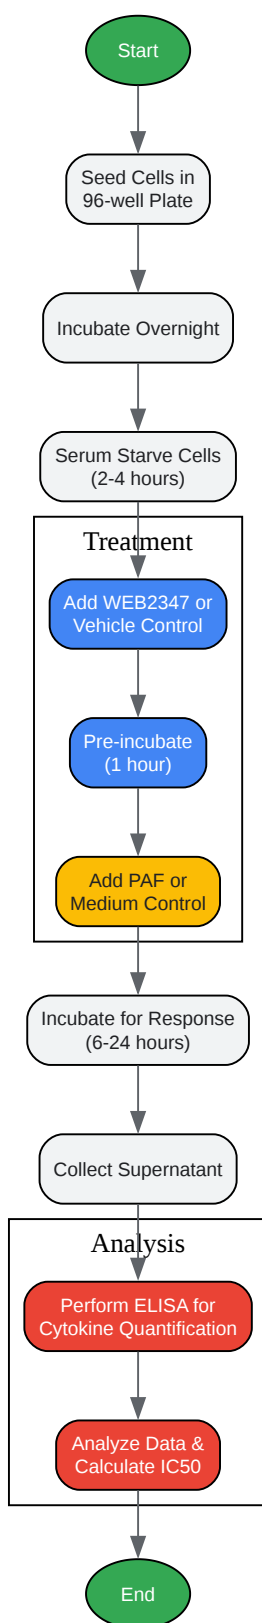 Start
Seed Cells in
96-well Plate
Incubate Overnight
Serum Starve Cells
(2-4 hours)
Treatment
Add WEB2347 or
Vehicle Control
Pre-incubate
(1 hour)
Add PAF or
Medium Control
Incubate for Response
(6-24 hours)
Collect Supernatant
Analysis
Perform ELISA for
Cytokine Quantification
Analyze Data &
Calculate IC50
End